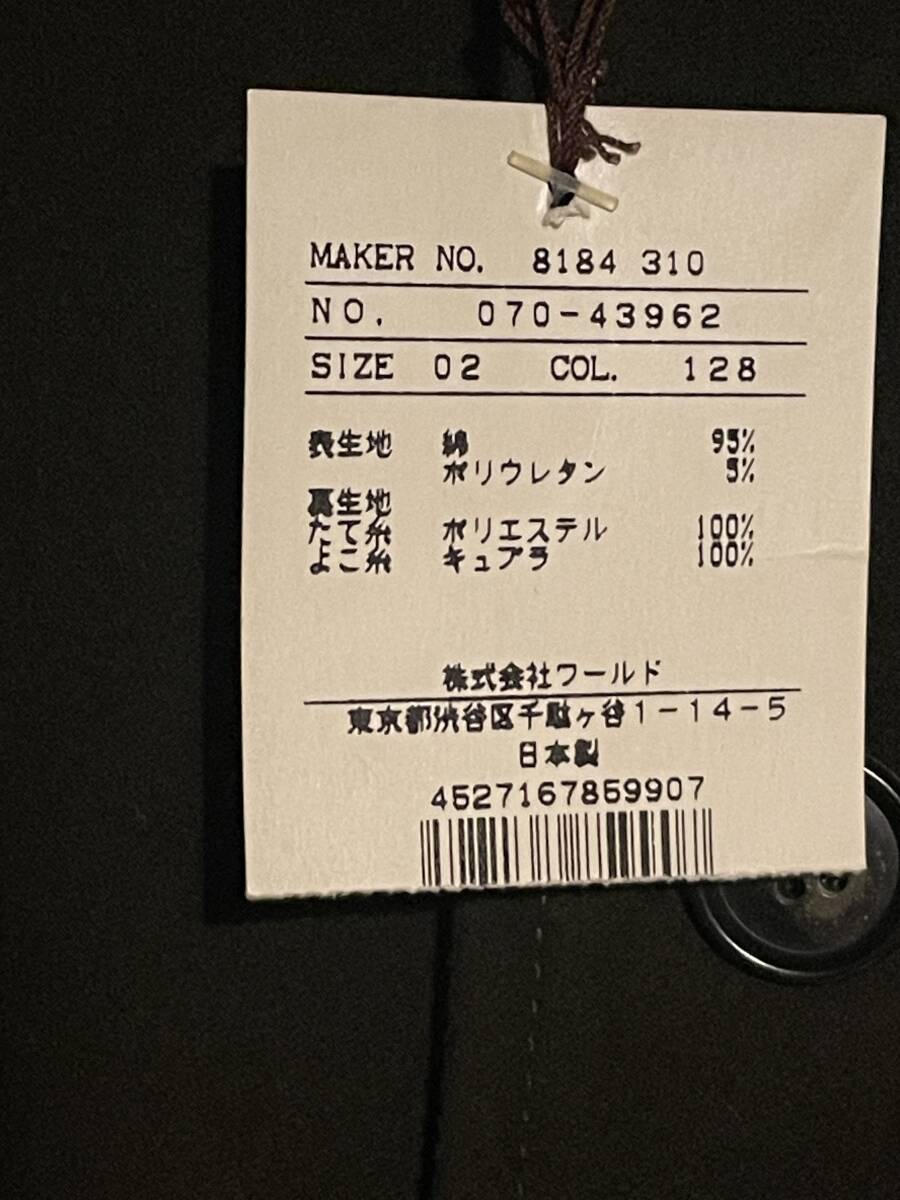 MAKER NO. 8184 310
NO. 070-43962
SIZE 02 COL. 128
表生地 綿 95%
ポリウレタン 5%
裏生地
たて糸 ポリエステル 100%
よこ糸 キュプラ 100%
株式会社ワールド
東京都渋谷区千駄ヶ谷1-14-5
日本製
4527167859907